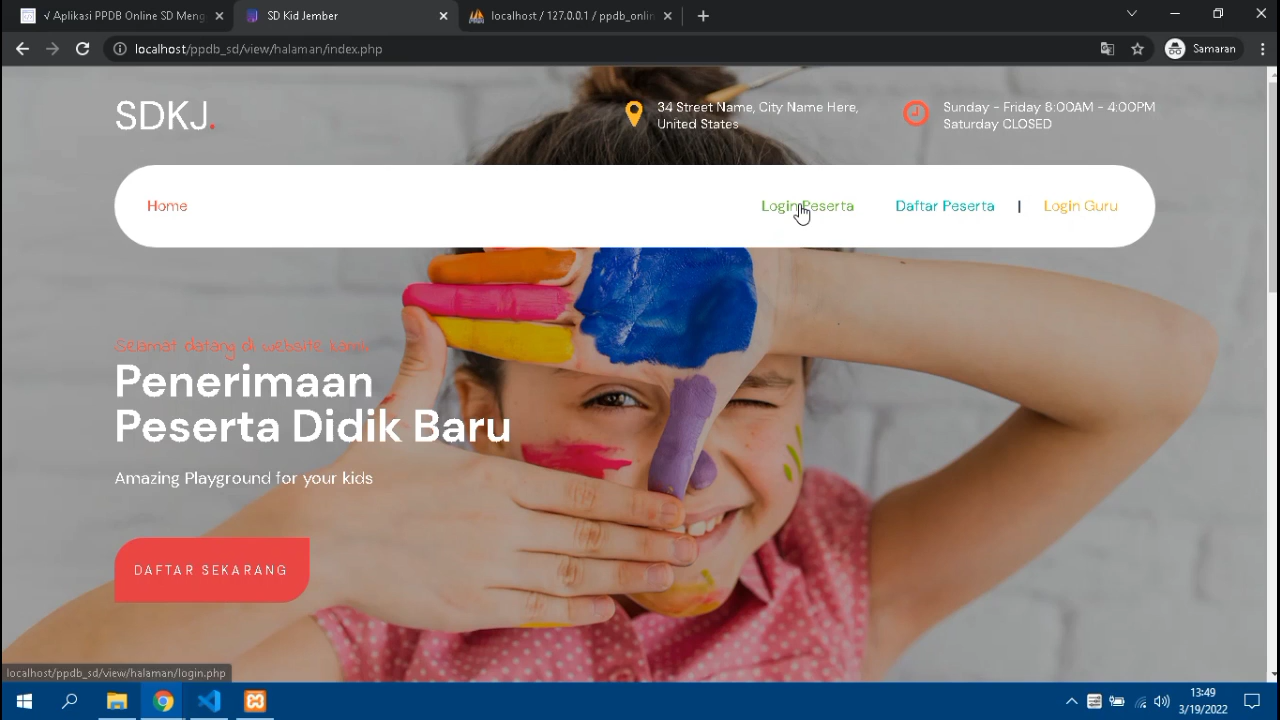 √ Aplikasi PPDB Online SD Meng
SD Kid Jember
localhost / 127.0.0.1 / ppdb_onlin
localhost/ppdb_sd/view/halaman/index.php
Samaran
SDKJ.
34 Street Name, City Name Here,
United States
Sunday - Friday 8:00AM - 4:00PM
Saturday CLOSED
Home
Login Peserta
Daftar Peserta
|
Login Guru
Selamat datang di website kami
Penerimaan
Peserta Didik Baru
Amazing Playground for your kids
DAFTAR SEKARANG
localhost/ppdb_sd/view/halaman/login.php
13:49
3/19/2022